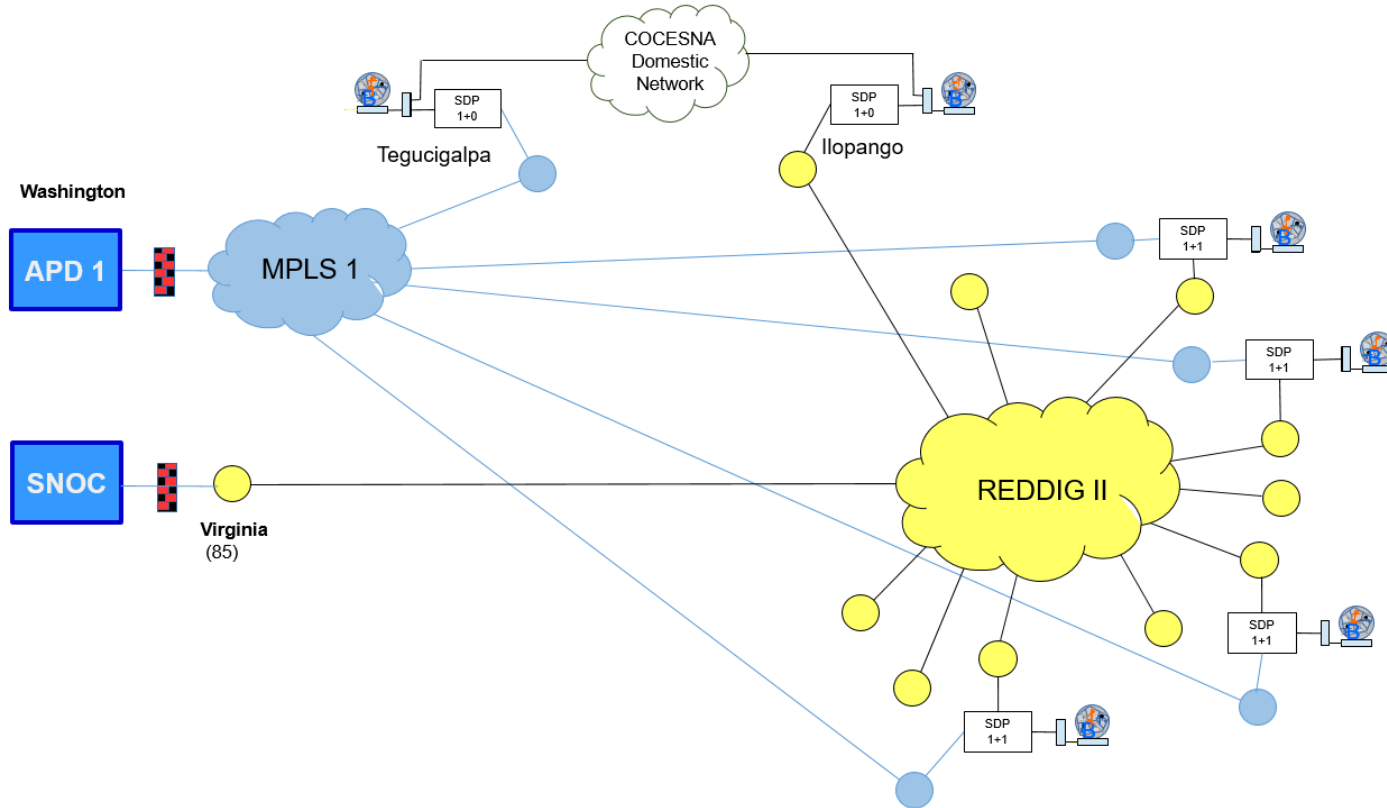 COCESNA
Domestic
Network
SDP
1+0
SDP
1+0
Tegucigalpa
Ilopango
Washington
APD 1
MPLS 1
SDP
1+1
SDP
1+1
SNOC
REDDIG II
Virginia
(85)
SDP
1+1
SDP
1+1
B
B
B
B
B
B